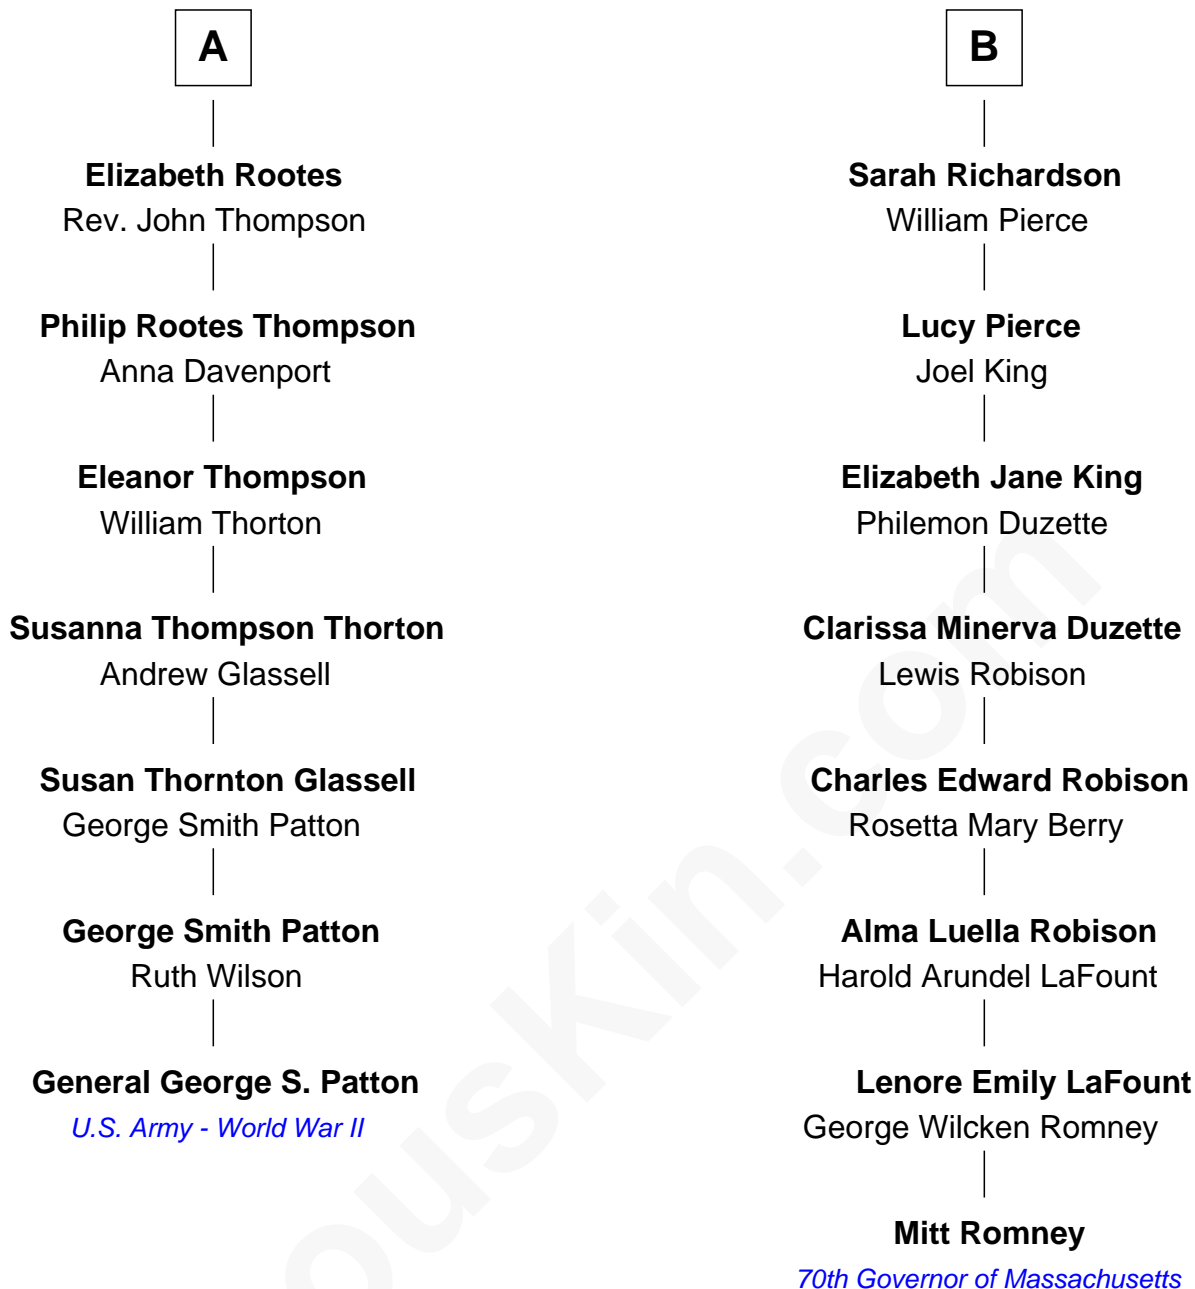 A
Elizabeth Rootes
Rev. John Thompson
Philip Rootes Thompson
Anna Davenport
Eleanor Thompson
William Thorton
Susanna Thompson Thorton
Andrew Glassell
Susan Thornton Glassell
George Smith Patton
George Smith Patton
Ruth Wilson
General George S. Patton
U.S. Army - World War II
B
Sarah Richardson
William Pierce
Lucy Pierce
Joel King
Elizabeth Jane King
Philemon Duzette
Clarissa Minerva Duzette
Lewis Robison
Charles Edward Robison
Rosetta Mary Berry
Alma Luella Robison
Harold Arundel LaFount
Lenore Emily LaFount
George Wilcken Romney
Mitt Romney
70th Governor of Massachusetts
ousKin.com